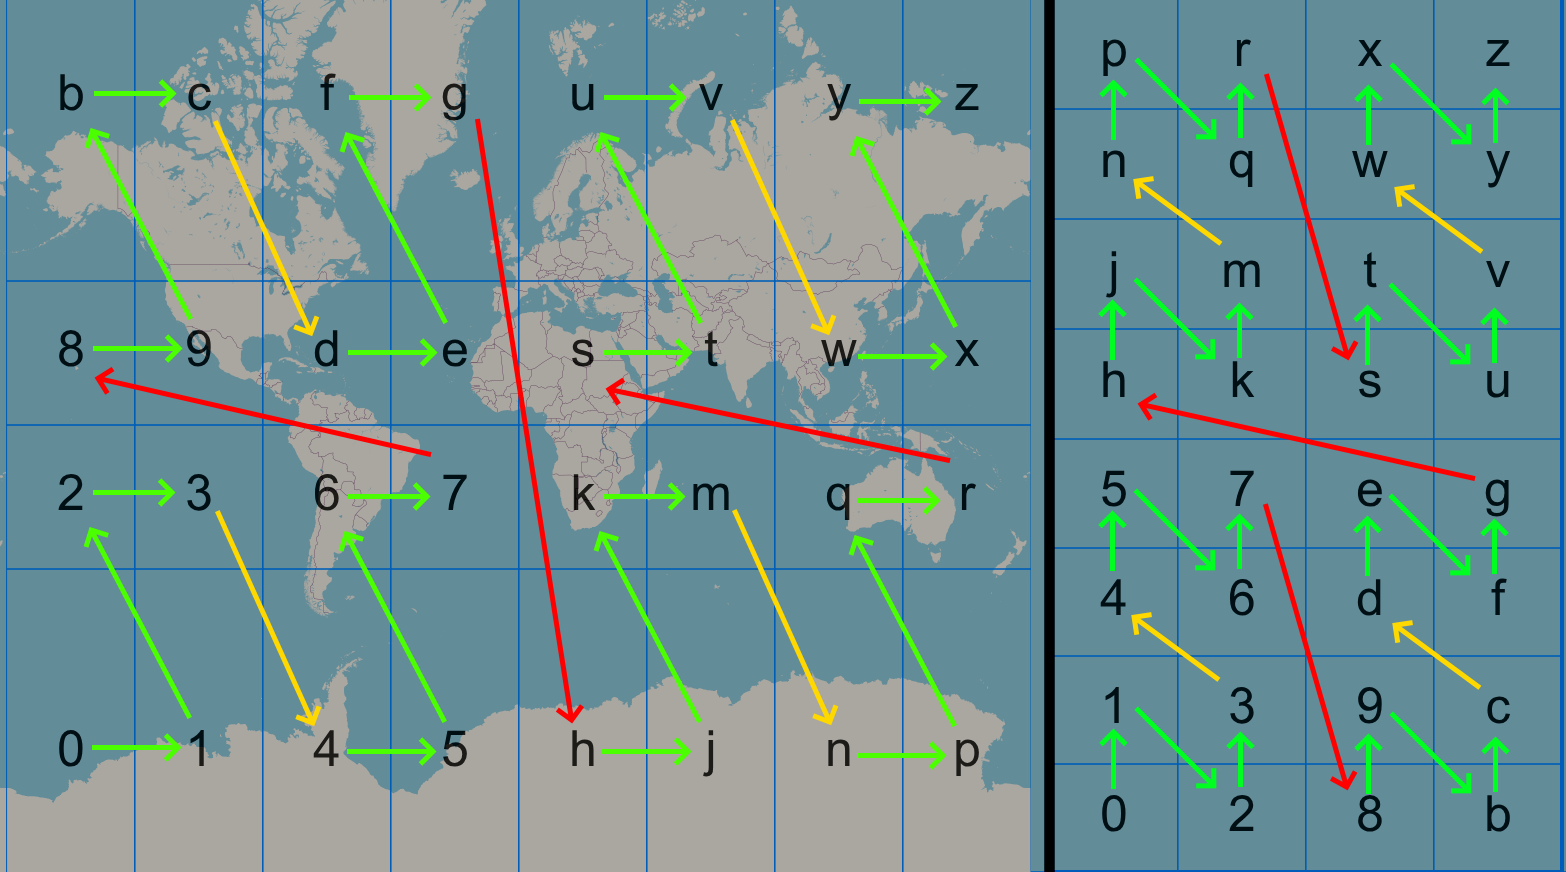 b c f g u v y z
8 9 d e s t w x
2 3 6 7 k m q r
0 1 4 5 h j n p
p r x z
n q w y
j m t v
h k s u
5 7 e g
4 6 d f
1 3 9 c
0 2 8 b